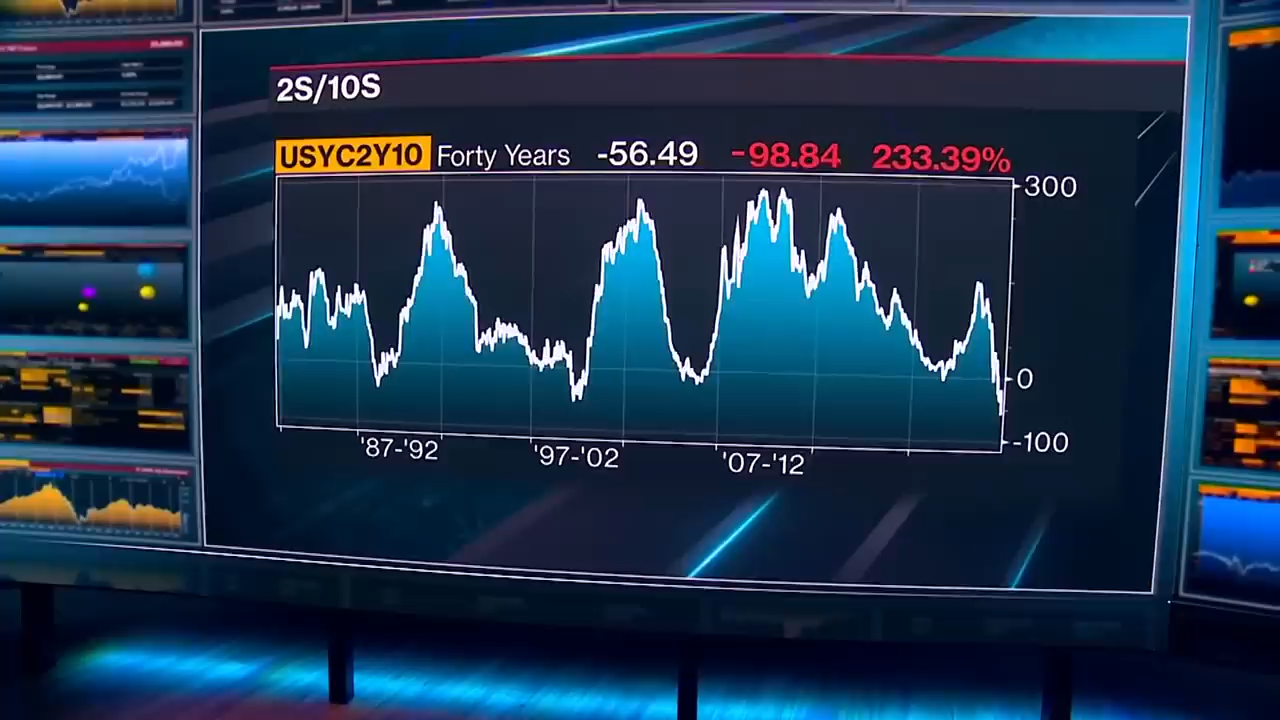 2S/10S
USYC2Y10 Forty Years -56.49 -98.84 233.39%
300
0
-100
'87-'92 '97-'02 '07-'12